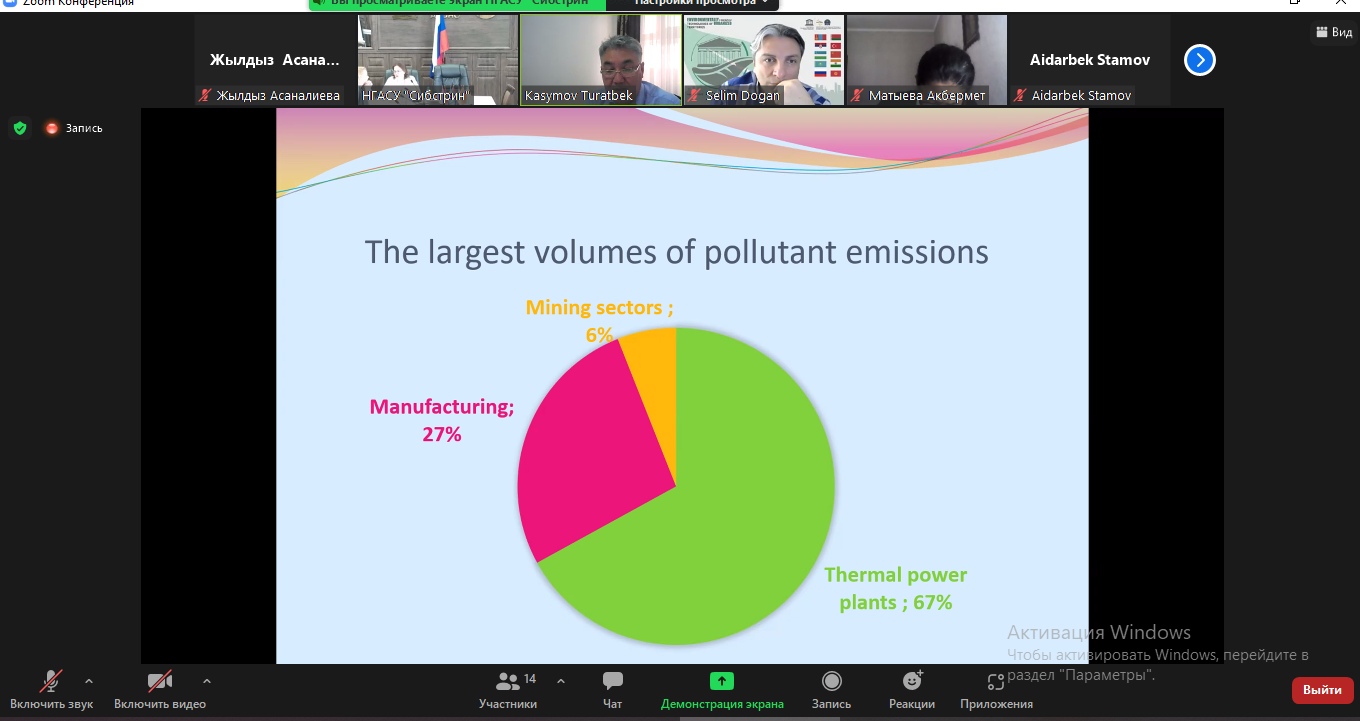 Zoom Конференция
Вы просматриваете экран НГАСУ "Сибстрин"
Настройки просмотра
Жылдыз Асана...
Aidarbek Stamov
Вид
Жылдыз Асаналиева
НГАСУ "Сибстрин"
Kasymov Turatbek
Selim Dogan
Матыева Акбермет
Aidarbek Stamov
Запись
The largest volumes of pollutant emissions
Mining sectors ;
6%
Manufacturing;
27%
Thermal power
plants ; 67%
Активация Windows
Чтобы активировать Windows, перейдите в
раздел "Параметры".
14
Включить звук
Включить видео
Участники
Чат
Демонстрация экрана
Запись
Реакции
Приложения
Выйти